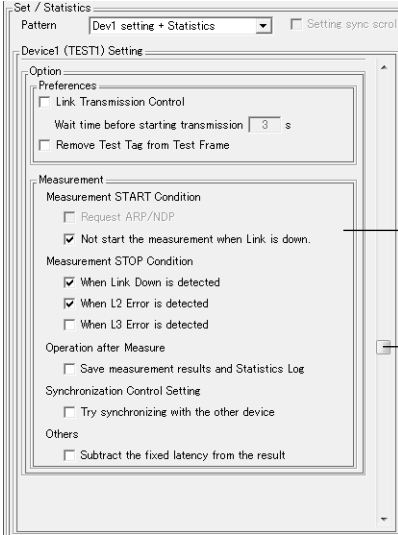 Set / Statistics
Pattern Dev1 setting + Statistics Setting sync scrol
Device1 (TEST1) Setting
Option
Preferences
Link Transmission Control
Wait time before starting transmission 3 s
Remove Test Tag from Test Frame
Measurement
Measurement START Condition
Request ARP/NDP
Not start the measurement when Link is down.
Measurement STOP Condition
When Link Down is detected
When L2 Error is detected
When L3 Error is detected
Operation after Measure
Save measurement results and Statistics Log
Synchronization Control Setting
Try synchronizing with the other device
Others
Subtract the fixed latency from the result